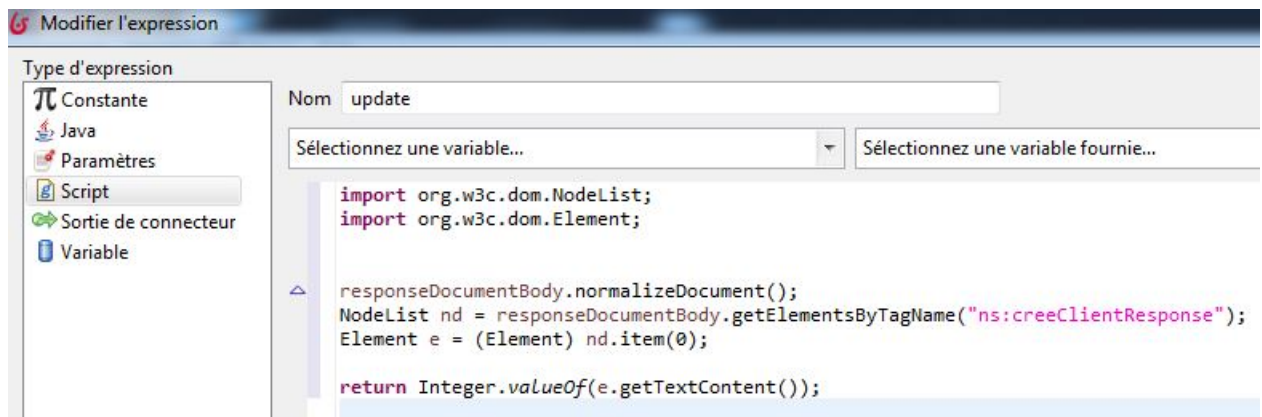 Modifier l'expression
Type d'expression
Constante
Java
Paramètres
Script
Sortie de connecteur
Variable
Nom update
Sélectionnez une variable... Sélectionnez une variable fournie...
import org.w3c.dom.NodeList;
import org.w3c.dom.Element;
responseDocumentBody.normalizeDocument();
NodeList nd = responseDocumentBody.getElementsByTagName("ns:creeClientResponse");
Element e = (Element) nd.item(0);
return Integer.valueOf(e.getTextContent());